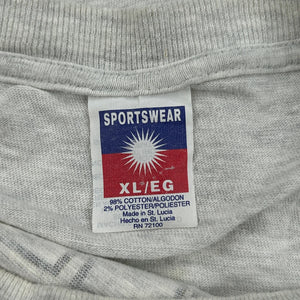 SPORTSWEAR
XL/EG
98% COTTON/ALGODON
2% POLYESTER/POLIESTER
Made in St. Lucia
Hecho en St. Lucia
RN 72100